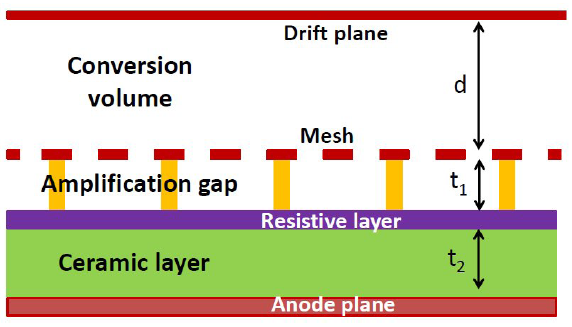 Drift plane
Conversion
volume
d
Mesh
Amplification gap
t₁
Resistive layer
Ceramic layer
t₂
Anode plane